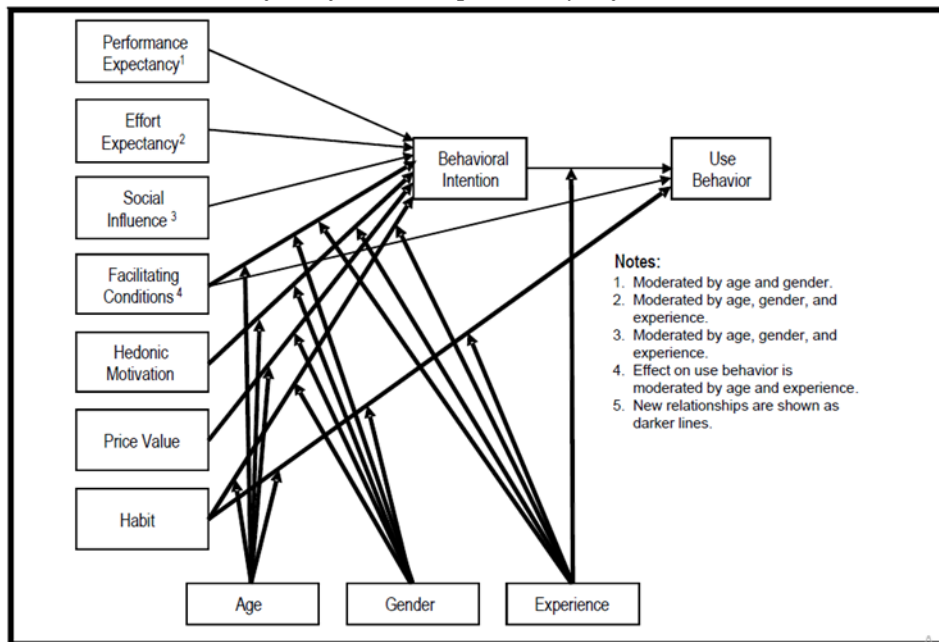 Performance
Expectancy1
Effort
Expectancy2
Social
Influence 3
Facilitating
Conditions 4
Hedonic
Motivation
Price Value
Habit
Behavioral
Intention
Use
Behavior
Notes:
1. Moderated by age and gender.
2. Moderated by age, gender, and
experience.
3. Moderated by age, gender, and
experience.
4. Effect on use behavior is
moderated by age and experience.
5. New relationships are shown as
darker lines.
Age
Gender
Experience